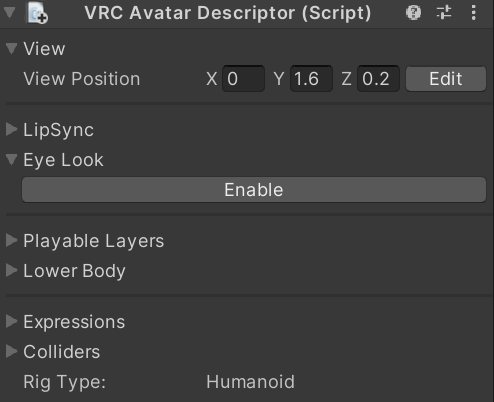 VRC Avatar Descriptor (Script)
View
View Position X 0 Y 1.6 Z 0.2 Edit
LipSync
Eye Look
Enable
Playable Layers
Lower Body
Expressions
Colliders
Rig Type: Humanoid